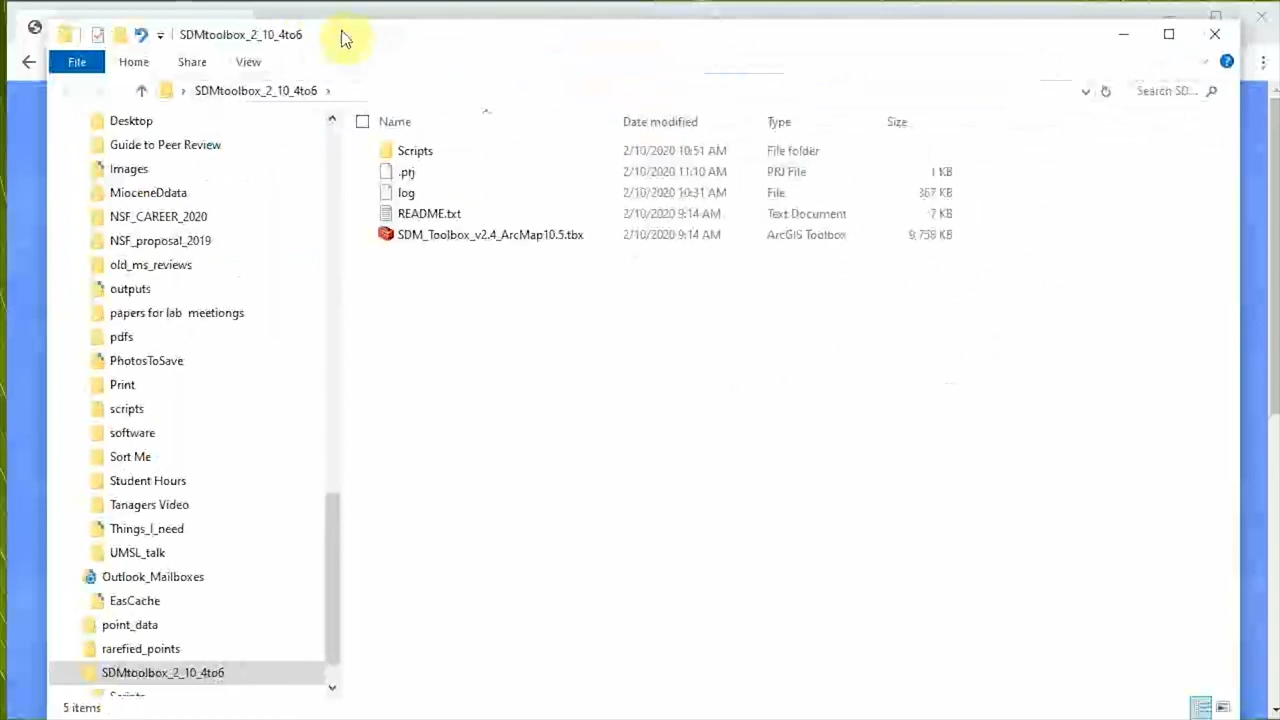 SDMtoolbox_2_10_4to6
File Home Share View
SDMtoolbox_2_10_4to6
Search SD...
Name Date modified Type Size
Scripts 2/10/2020 10:51 AM File folder
.prj 2/10/2020 11:10 AM PRJ File 1 KB
log 2/10/2020 10:31 AM File 367 KB
README.txt 2/10/2020 9:14 AM Text Document 7 KB
SDM_Toolbox_v2.4_ArcMap10.5.tbx 2/10/2020 9:14 AM ArcGIS Toolbox 9,738 KB
Desktop
Guide to Peer Review
Images
MioceneDdata
NSF_CAREER_2020
NSF_proposal_2019
old_ms_reviews
outputs
papers for lab meetiongs
pdfs
PhotosToSave
Print
scripts
software
Sort Me
Student Hours
Tanagers Video
Things_I_need
UMSL_talk
Outlook_Mailboxes
EasCache
point_data
rarefied_points
SDMtoolbox_2_10_4to6
Scripts
5 items